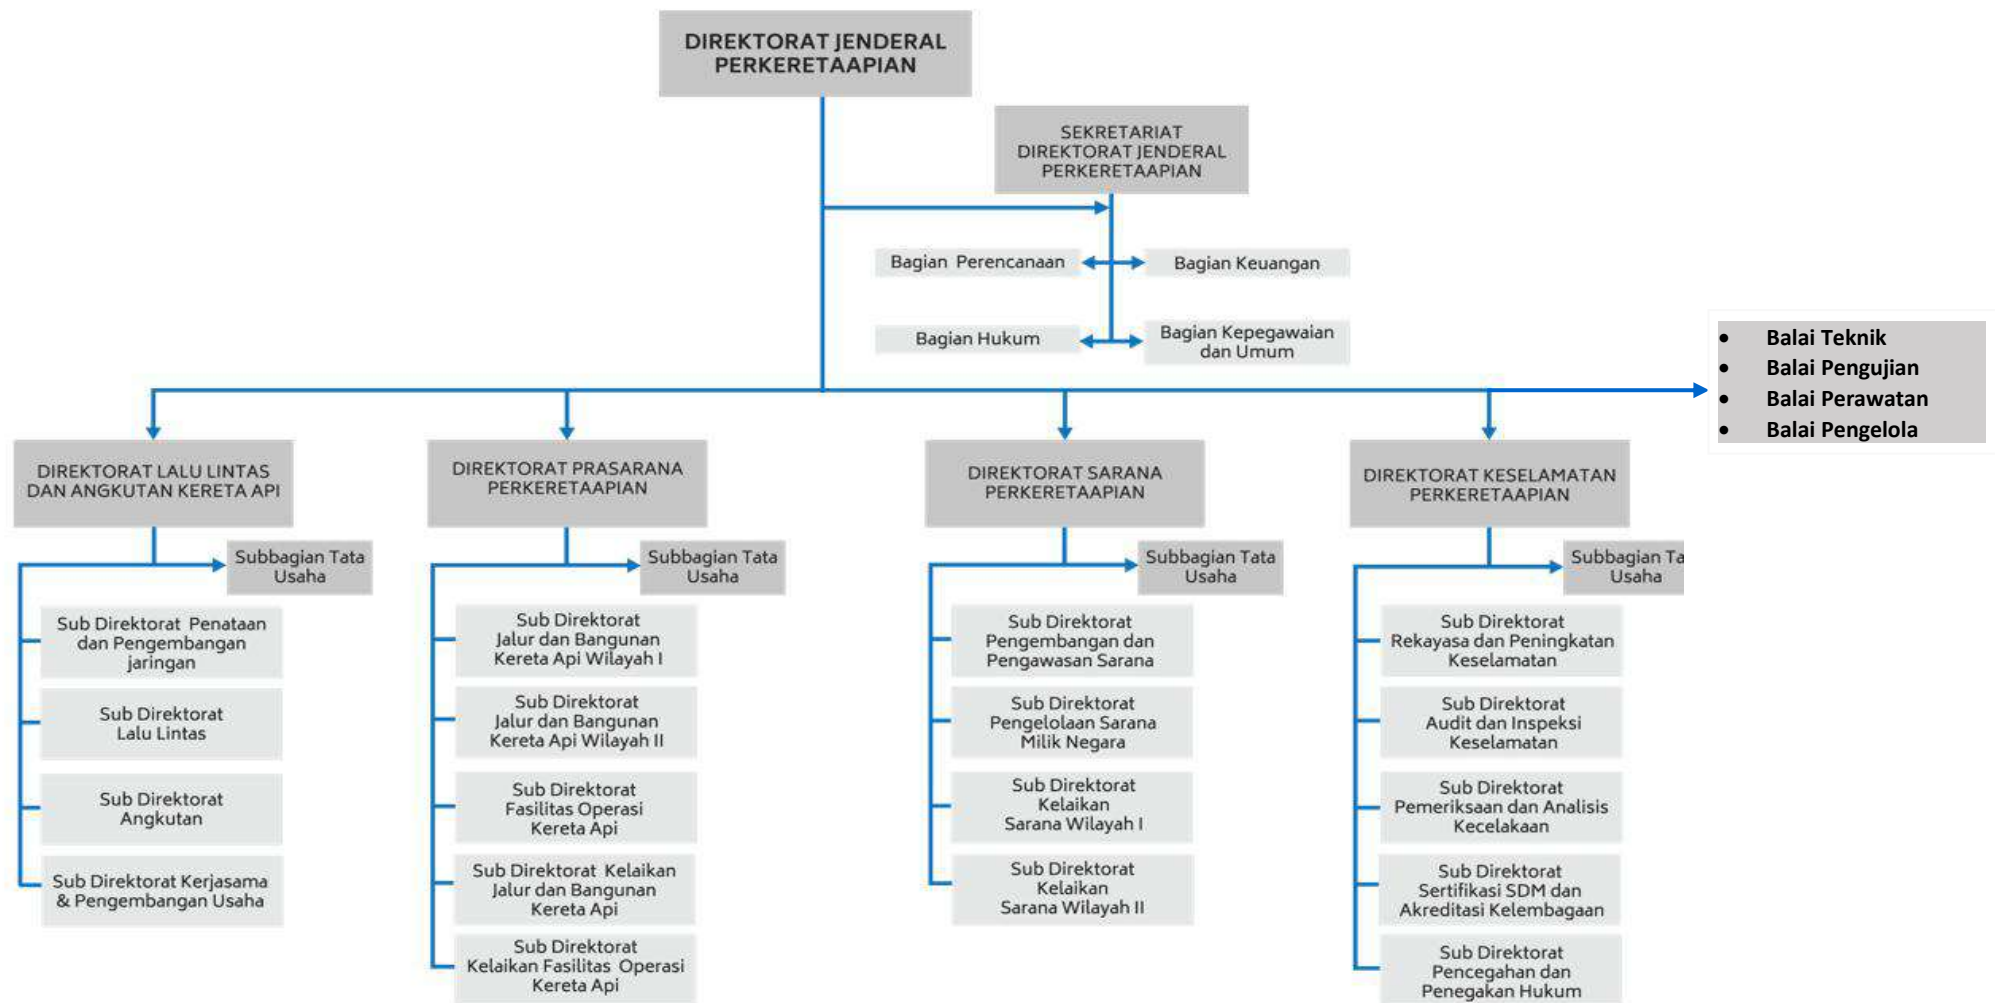 DIREKTORAT JENDERAL
PERKERETAAPIAN
SEKRETARIAT
DIREKTORAT JENDERAL
PERKERETAAPIAN
Bagian Perencanaan
Bagian Keuangan
Bagian Hukum
Bagian Kepegawaian
dan Umum
• Balai Teknik
• Balai Pengujian
• Balai Perawatan
• Balai Pengelola
DIREKTORAT LALU LINTAS
DAN ANGKUTAN KERETA API
Subbagian Tata
Usaha
Sub Direktorat Penataan
dan Pengembangan
jaringan
Sub Direktorat
Lalu Lintas
Sub Direktorat
Angkutan
Sub Direktorat Kerjasama
& Pengembangan Usaha
DIREKTORAT PRASARANA
PERKERETAAPIAN
Subbagian Tata
Usaha
Sub Direktorat
Jalur dan Bangunan
Kereta Api Wilayah I
Sub Direktorat
Jalur dan Bangunan
Kereta Api Wilayah II
Sub Direktorat
Fasilitas Operasi
Kereta Api
Sub Direktorat Kelaikan
Jalur dan Bangunan
Kereta Api
Sub Direktorat
Kelaikan Fasilitas Operasi
Kereta Api
DIREKTORAT SARANA
PERKERETAAPIAN
Subbagian Tata
Usaha
Sub Direktorat
Pengembangan dan
Pengawasan Sarana
Sub Direktorat
Pengelolaan Sarana
Milik Negara
Sub Direktorat
Kelaikan
Sarana Wilayah I
Sub Direktorat
Kelaikan
Sarana Wilayah II
DIREKTORAT KESELAMATAN
PERKERETAAPIAN
Subbagian Ta
Usaha
Sub Direktorat
Rekayasa dan Peningkatan
Keselamatan
Sub Direktorat
Audit dan Inspeksi
Keselamatan
Sub Direktorat
Pemeriksaan dan Analisis
Kecelakaan
Sub Direktorat
Sertifikasi SDM dan
Akreditasi Kelembagaan
Sub Direktorat
Pencegahan dan
Penegakan Hukum